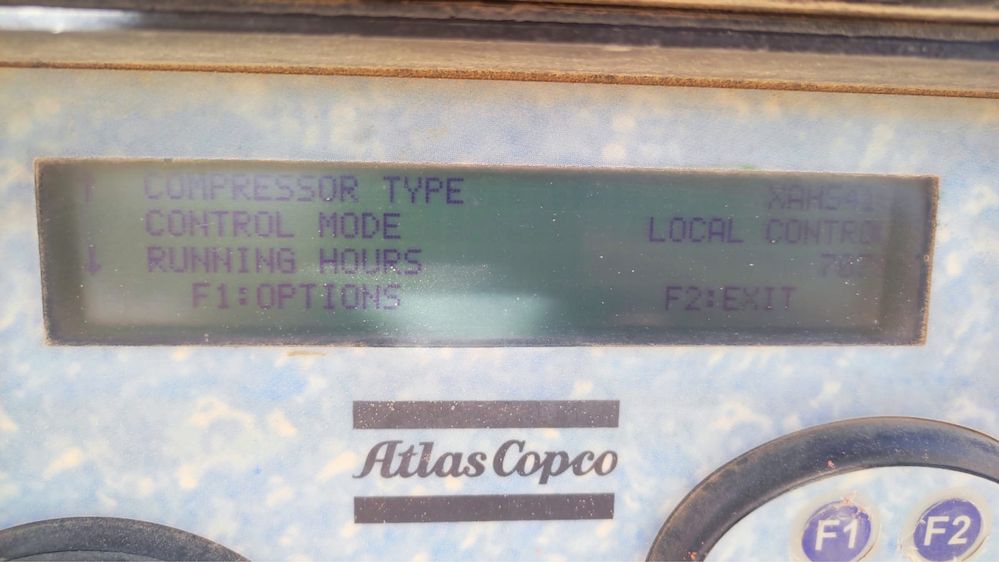 ↑ COMPRESSOR TYPE
CONTROL MODE LOCAL CONTRO
↓ RUNNING HOURS
F1:OPTIONS F2:EXIT
Atlas Copco
F1 F2